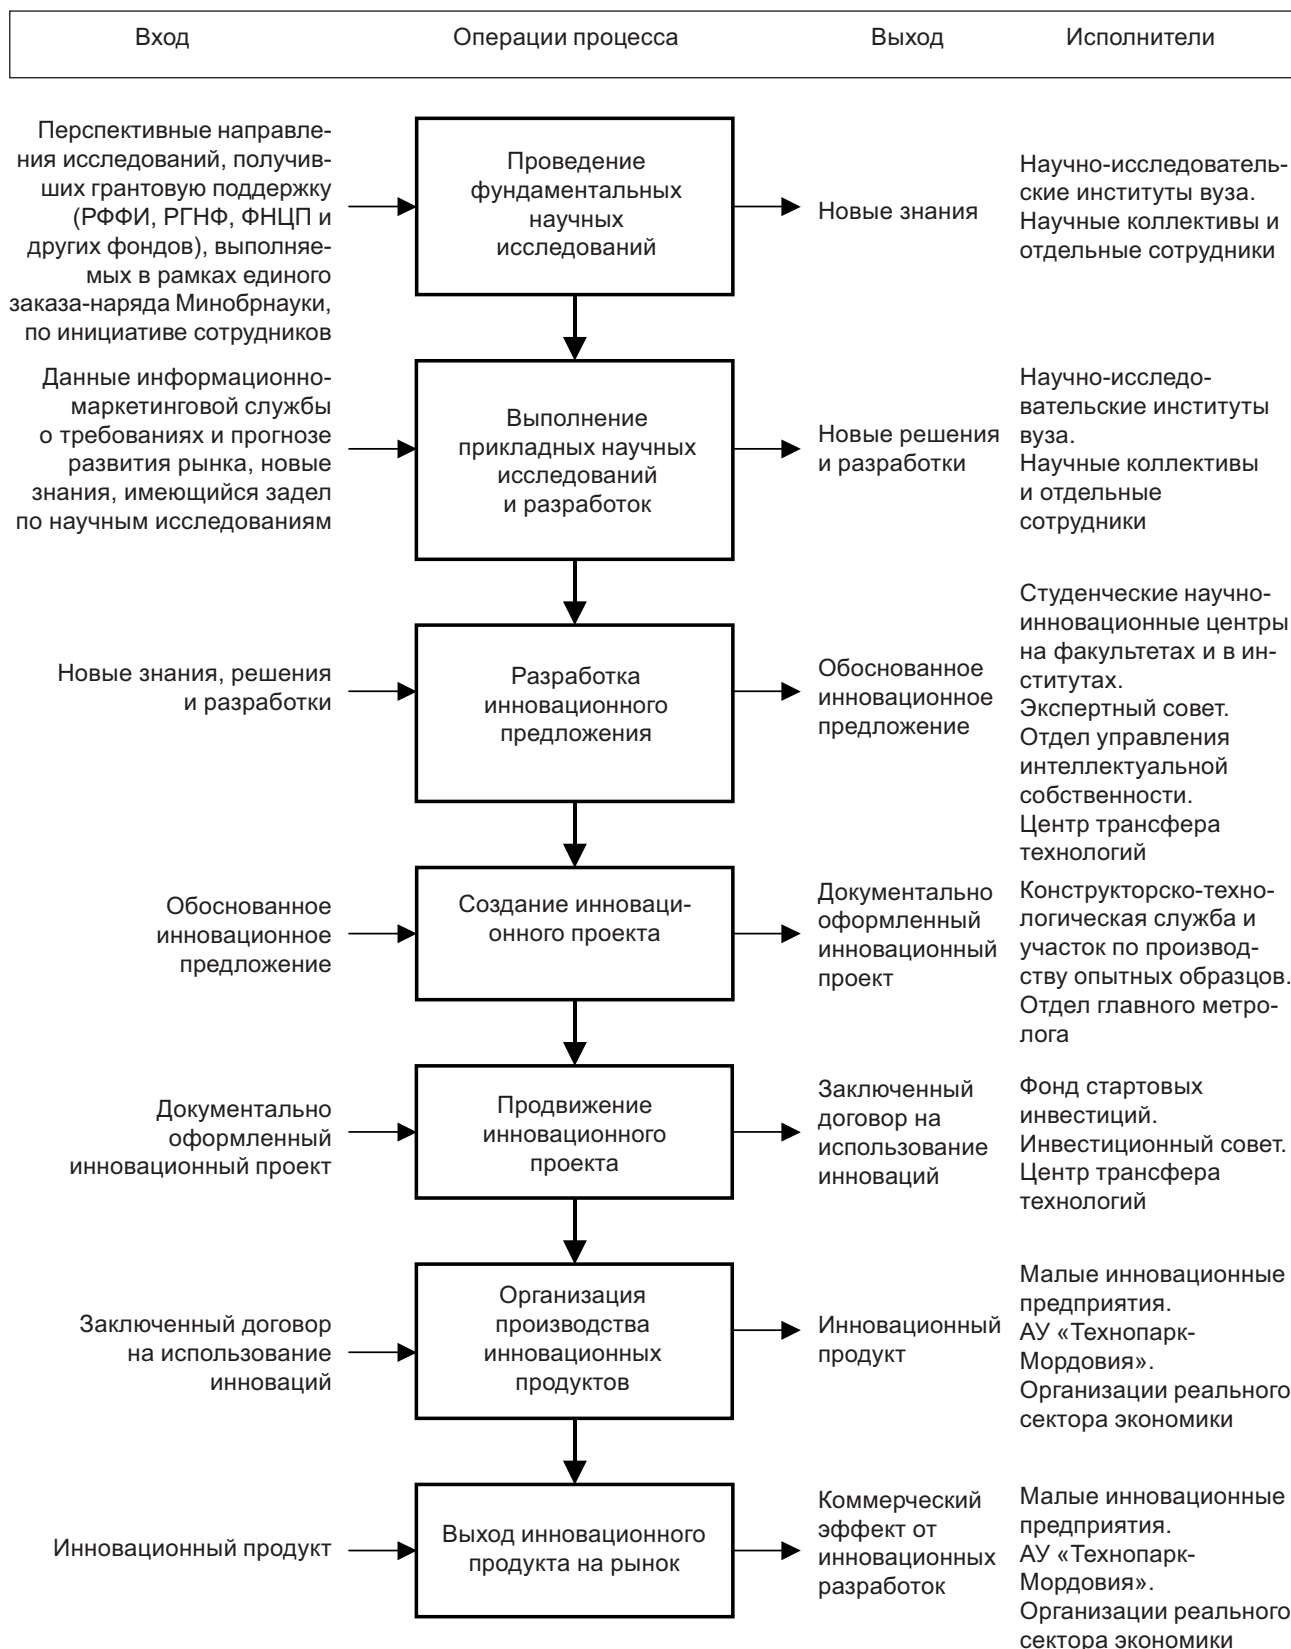 Вход
Операции процесса
Выход
Исполнители
Перспективные направле-
ния исследований, получив-
ших грантовую поддержку
(РФФИ, РГНФ, ФНЦП и
других фондов), выполняе-
мых в рамках единого
заказа-наряда Минобрнауки,
по инициативе сотрудников
Проведение
фундаментальных
научных
исследований
Новые знания
Научно-исследователь-
ские институты вуза.
Научные коллективы и
отдельные сотрудники
Данные информационно-
маркетинговой службы
о требованиях и прогнозе
развития рынка, новые
знания, имеющийся задел
по научным исследованиям
Выполнение
прикладных научных
исследований
и разработок
Новые решения
и разработки
Научно-исследо-
вательские институты
вуза.
Научные коллективы
и отдельные
сотрудники
Новые знания, решения
и разработки
Разработка
инновационного
предложения
Обоснованное
инновационное
предложение
Студенческие научно-
инновационные центры
на факультетах и в ин-
ститутах.
Экспертный совет.
Отдел управления
интеллектуальной
собственности.
Центр трансфера
технологий
Обоснованное
инновационное
предложение
Создание инноваци-
онного проекта
Документально
оформленный
инновационный
проект
Конструкторско-техно-
логическая служба и
участок по производ-
ству опытных образцов.
Отдел главного метро-
лога
Документально
оформленный
инновационный проект
Продвижение
инновационного
проекта
Заключенный
договор на
использование
инноваций
Фонд стартовых
инвестиций.
Инвестиционный совет.
Центр трансфера
технологий
Заключенный договор
на использование
инноваций
Организация
производства
инновационных
продуктов
Инновационный
продукт
Малые инновационные
предприятия.
АУ «Технопарк-
Мордовия».
Организации реального
сектора экономики
Инновационный продукт
Выход инновационного
продукта на рынок
Коммерческий
эффект от
инновационных
разработок
Малые инновационные
предприятия.
АУ «Технопарк-
Мордовия».
Организации реального
сектора экономики